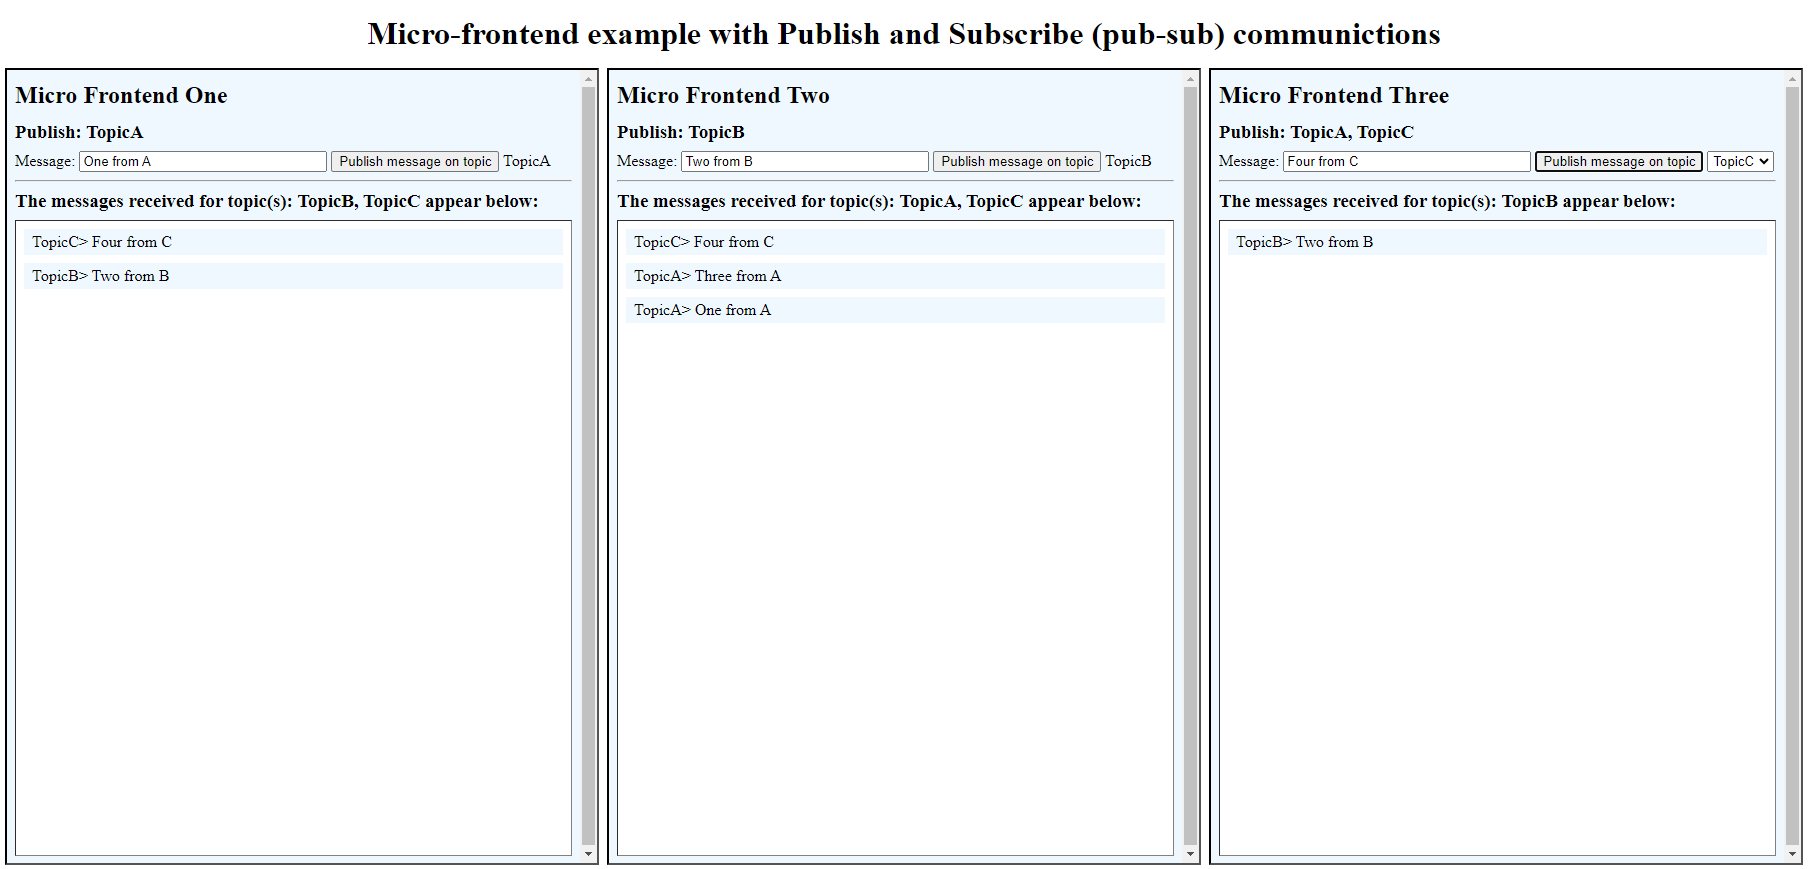 Micro-frontend example with Publish and Subscribe (pub-sub) communictions
Micro Frontend One
Publish: TopicA
Message: One from A Publish message on topic TopicA
The messages received for topic(s): TopicB, TopicC appear below:
TopicC> Four from C
TopicB> Two from B
Micro Frontend Two
Publish: TopicB
Message: Two from B Publish message on topic TopicB
The messages received for topic(s): TopicA, TopicC appear below:
TopicC> Four from C
TopicA> Three from A
TopicA> One from A
Micro Frontend Three
Publish: TopicA, TopicC
Message: Four from C Publish message on topic TopicC
The messages received for topic(s): TopicB appear below:
TopicB> Two from B